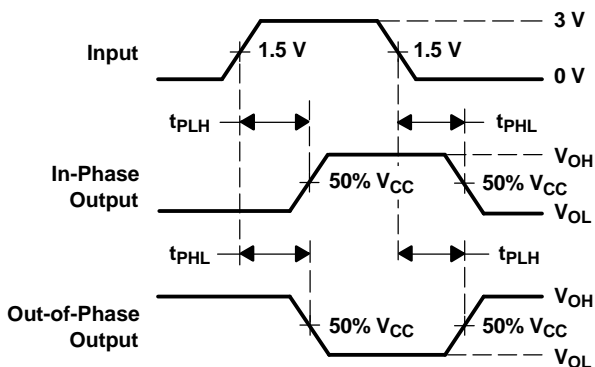 3 V
Input
1.5 V
1.5 V
0 V
tPLH
tPHL
VOH
In-Phase
Output
50% VCC
50% VCC
VOL
tPHL
tPLH
VOH
Out-of-Phase
Output
50% VCC
50% VCC
VOL